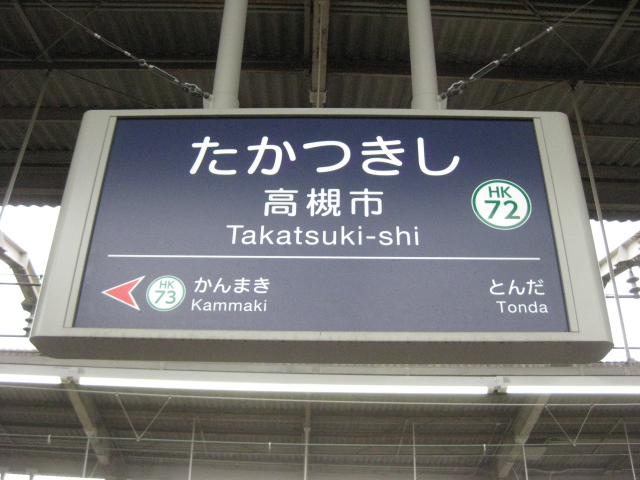 たかつきし
高槻市
Takatsuki-shi
HK
72
HK
73
かんまき
Kammaki
とんだ
Tonda